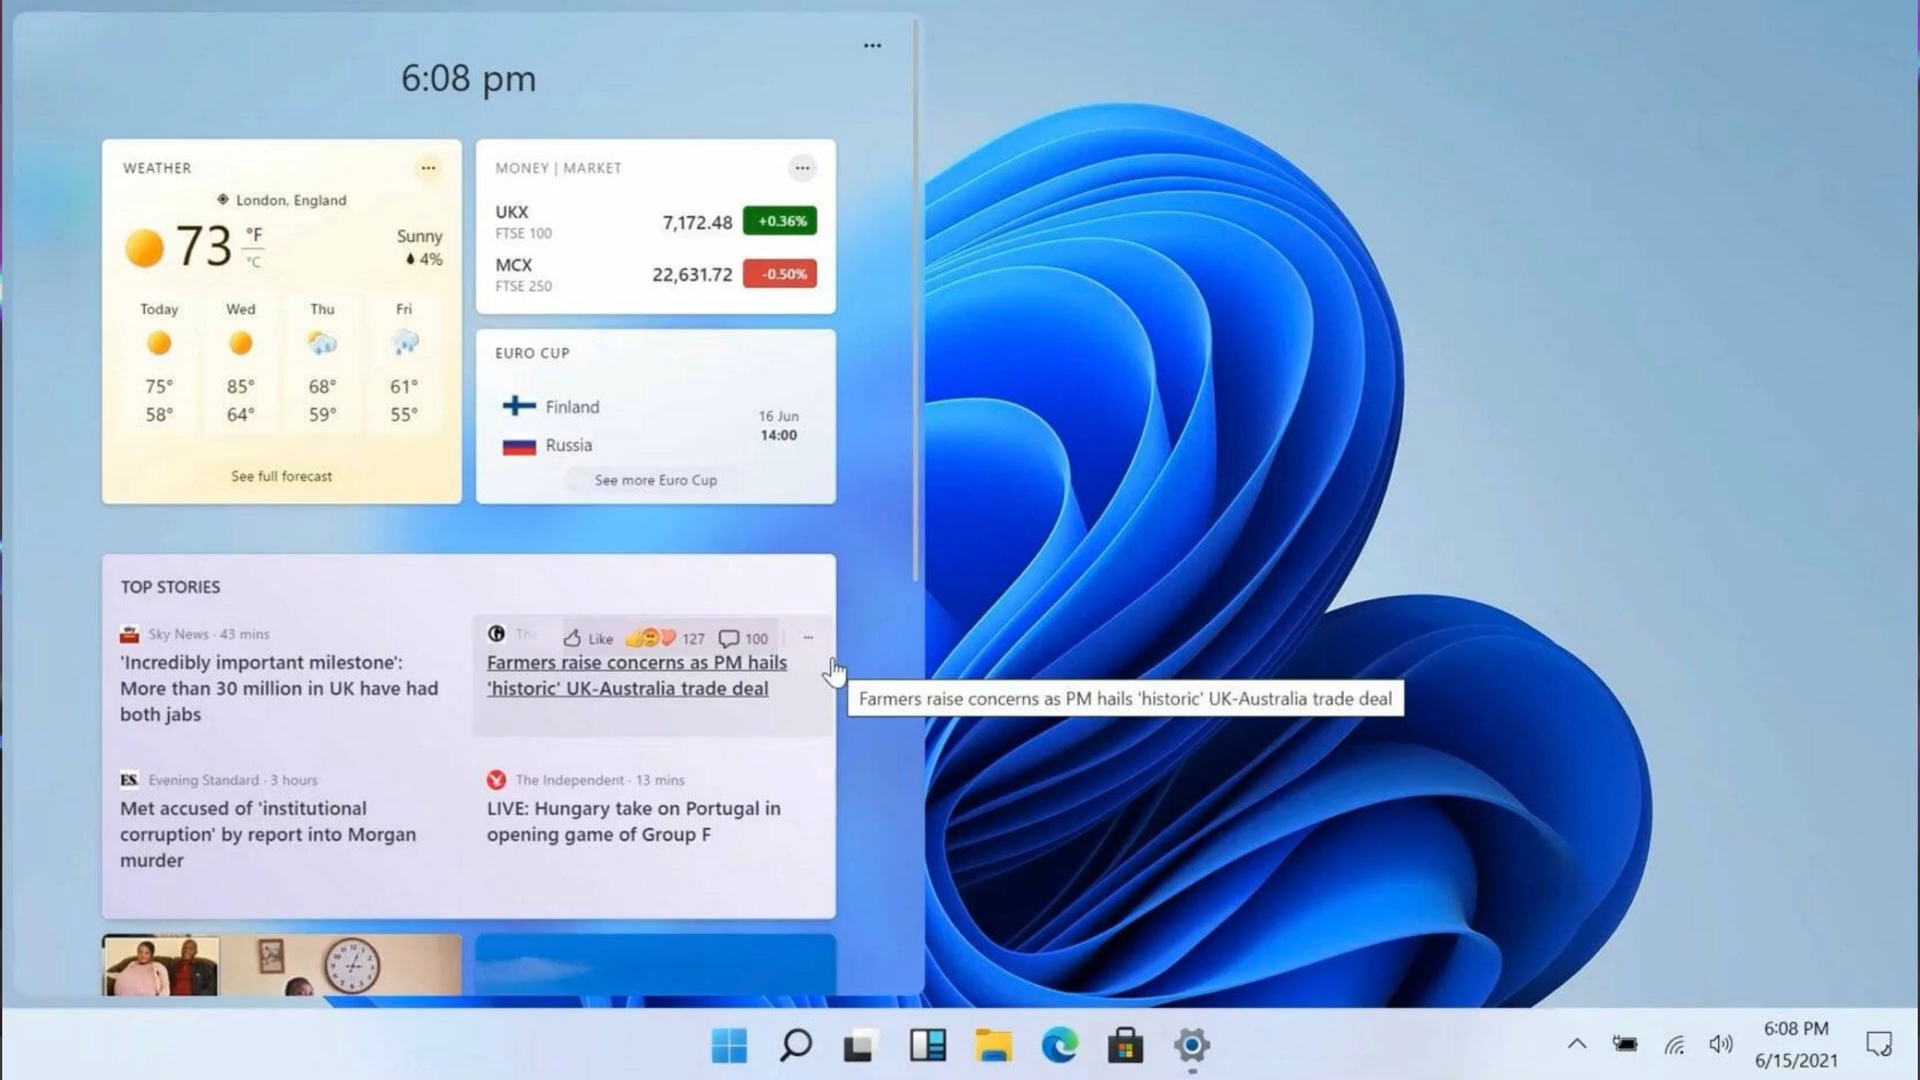 6:08 pm
WEATHER
London, England
73 °F
°C
Sunny
4%
Today Wed Thu Fri
75° 85° 68° 61°
58° 64° 59° 55°
See full forecast
MONEY | MARKET
UKX 7,172.48 +0.36%
FTSE 100
MCX 22,631.72 -0.50%
FTSE 250
EURO CUP
Finland
Russia
16 Jun
14:00
See more Euro Cup
TOP STORIES
Sky News · 43 mins
'Incredibly important milestone':
More than 30 million in UK have had
both jabs
Like 127 100
Farmers raise concerns as PM hails
'historic' UK-Australia trade deal
Farmers raise concerns as PM hails 'historic' UK-Australia trade deal
ES Evening Standard · 3 hours
Met accused of 'institutional
corruption' by report into Morgan
murder
The Independent · 13 mins
LIVE: Hungary take on Portugal in
opening game of Group F
6:08 PM
6/15/2021